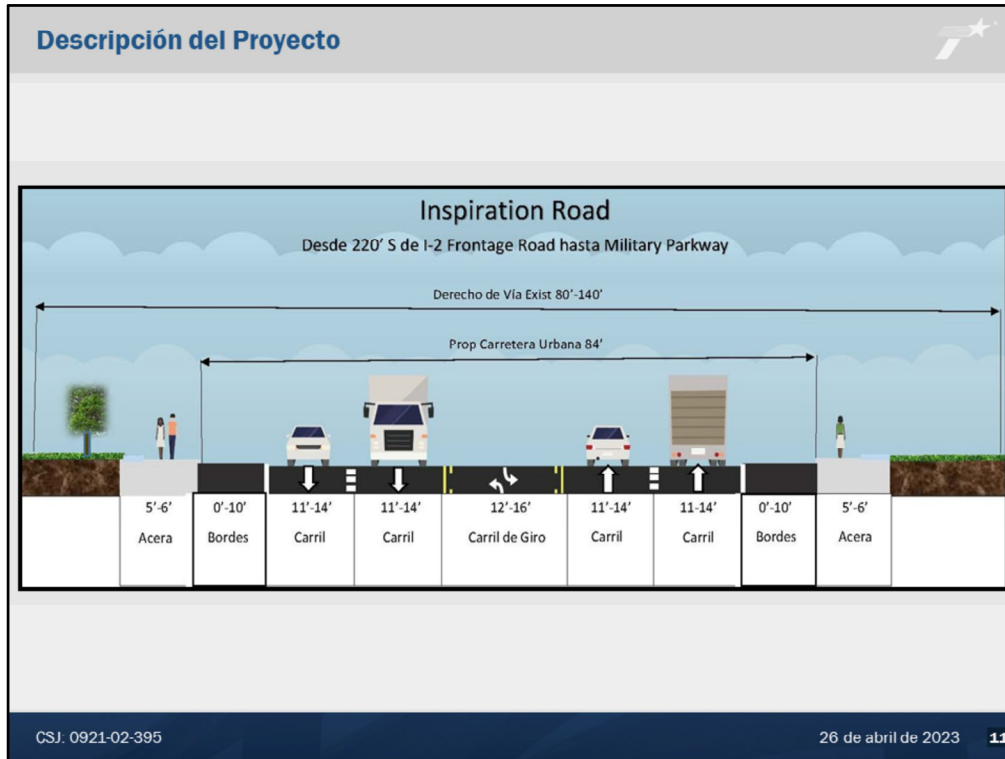 Descripción del Proyecto
Inspiration Road
Desde 220' S de I-2 Frontage Road hasta Military Parkway
Derecho de Vía Exist 80'-140'
Prop Carretera Urbana 84'
5'-6' 0'-10' 11'-14' 11'-14' 12'-16' 11'-14' 11-14' 0'-10' 5'-6'
Acera Bordes Carril Carril Carril de Giro Carril Carril Bordes Acera
CSJ: 0921-02-395 26 de abril de 2023 11